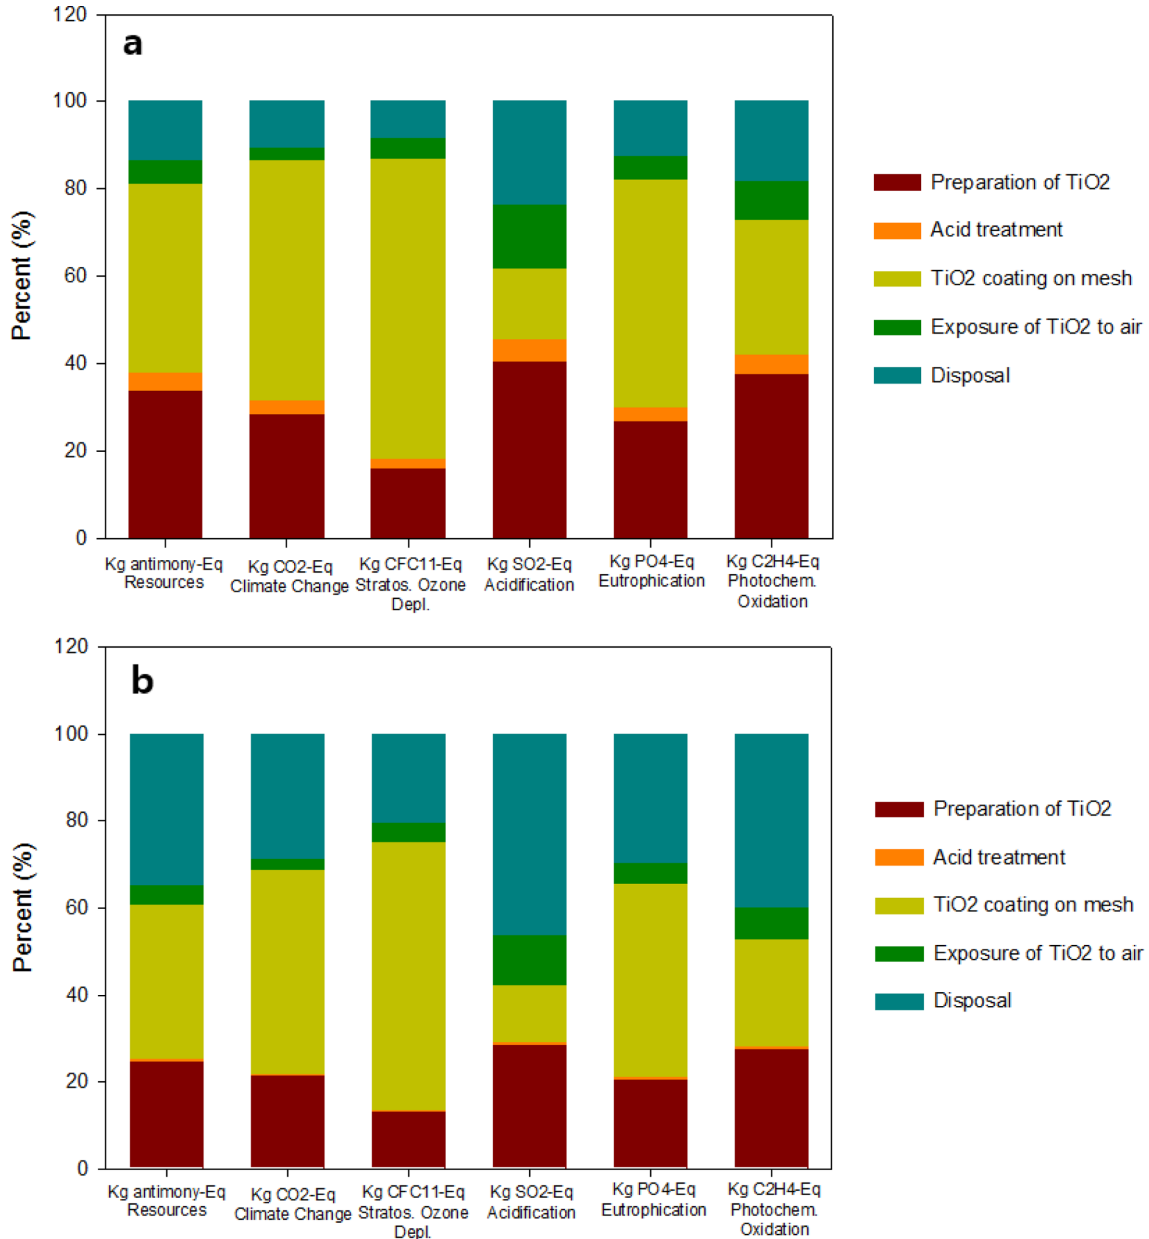 a
120
100
80
60
40
20
0
Percent (%)
Kg antimony-Eq
Resources
Kg CO2-Eq
Climate Change
Kg CFC11-Eq
Stratos. Ozone
Depl.
Kg SO2-Eq
Acidification
Kg PO4-Eq
Eutrophication
Kg C2H4-Eq
Photochem.
Oxidation
Preparation of TiO2
Acid treatment
TiO2 coating on mesh
Exposure of TiO2 to air
Disposal
b
120
100
80
60
40
20
0
Percent (%)
Kg antimony-Eq
Resources
Kg CO2-Eq
Climate Change
Kg CFC11-Eq
Stratos. Ozone
Depl.
Kg SO2-Eq
Acidification
Kg PO4-Eq
Eutrophication
Kg C2H4-Eq
Photochem.
Oxidation
Preparation of TiO2
Acid treatment
TiO2 coating on mesh
Exposure of TiO2 to air
Disposal